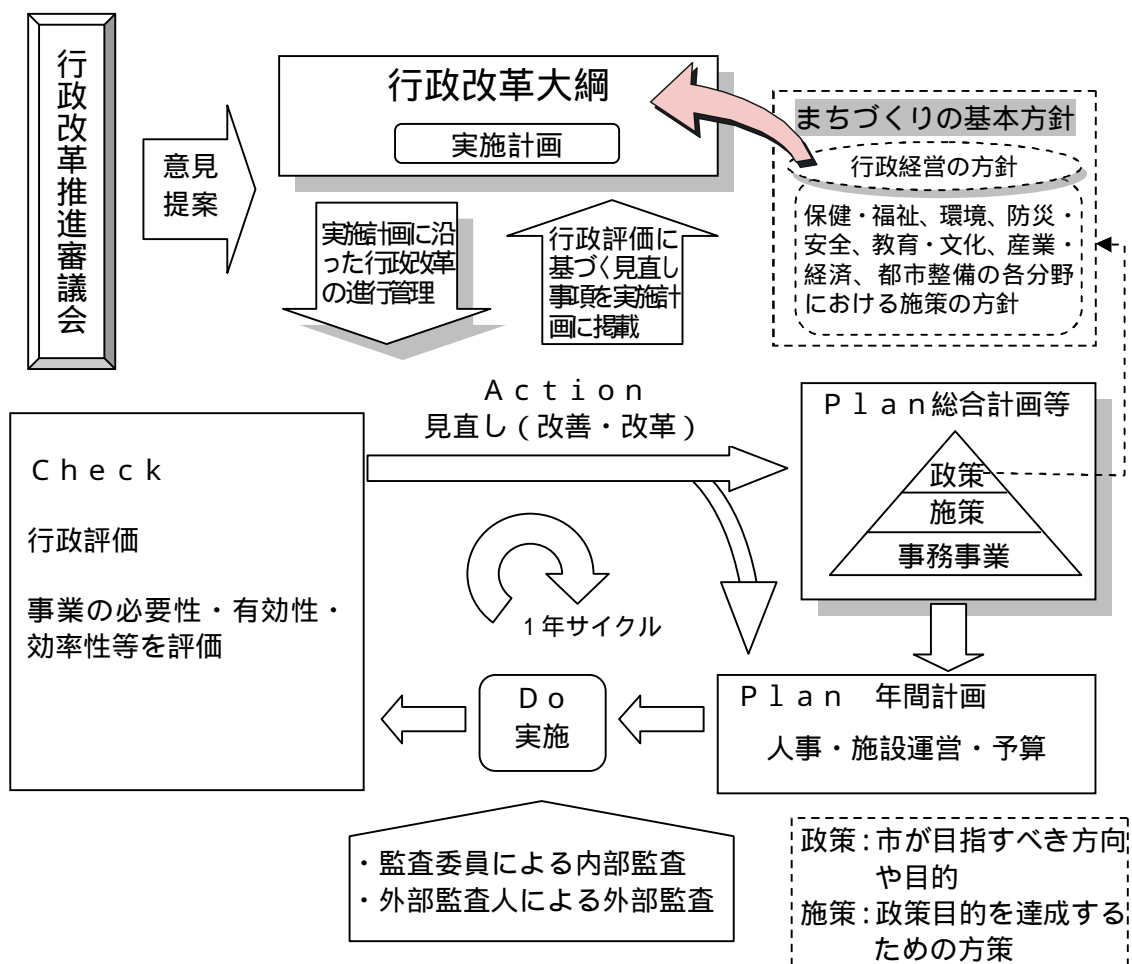 行政改革推進審議会
意見
提案
行政改革大綱
実施計画
まちづくりの基本方針
行政経営の方針
保健・福祉、環境、防災・
安全、教育・文化、産業・
経済、都市整備の各分野
における施策の方針
実施計画に沿
った行政改革
の進行管理
行政評価に
基づく見直し
事項を実施計
画に掲載
Ａｃｔｉｏｎ
見直し（改善・改革）
Ｐｌａｎ総合計画等
政策
施策
事務事業
Ｃｈｅｃｋ
行政評価
事業の必要性・有効性・
効率性等を評価
1年サイクル
Ｄｏ
実施
Ｐｌａｎ　年間計画
人事・施設運営・予算
・監査委員による内部監査
・外部監査人による外部監査
政策：市が目指すべき方向
や目的
施策：政策目的を達成する
ための方策